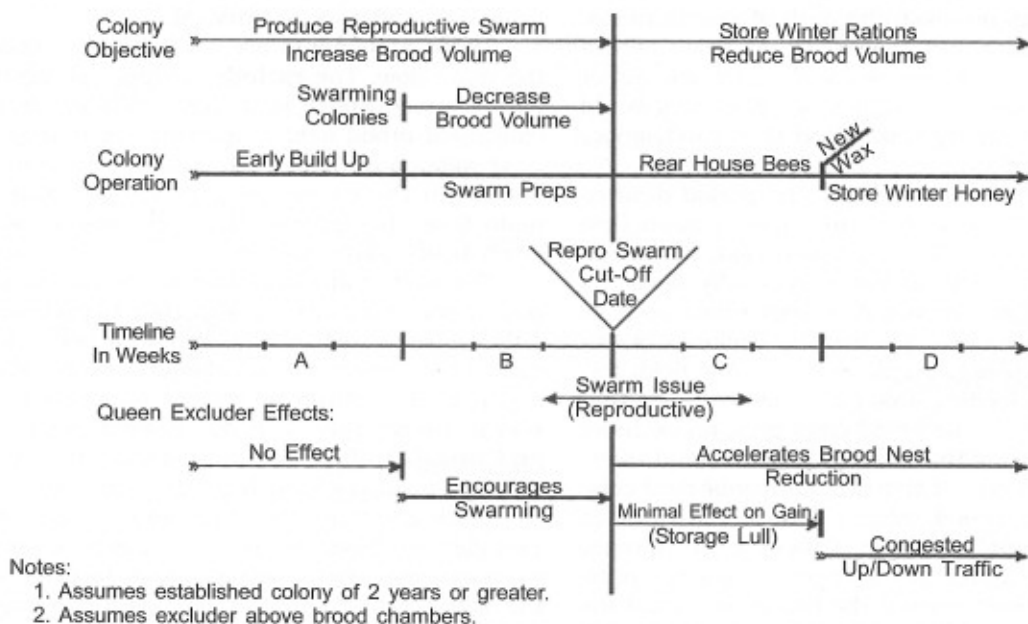 Colony
Objective
Produce Reproductive Swarm
Increase Brood Volume
Store Winter Rations
Reduce Brood Volume
Swarming
Colonies
Decrease
Brood Volume
Colony
Operation
Early Build Up
Swarm Preps
Rear House Bees
New
Wax
Store Winter Honey
Repro Swarm
Cut-Off
Date
Timeline
In Weeks
A
B
C
D
Swarm Issue
(Reproductive)
Queen Excluder Effects:
No Effect
Accelerates Brood Nest
Reduction
Encourages
Swarming
Minimal Effect on Gain.
(Storage Lull)
Congested
Up/Down Traffic
Notes:
1. Assumes established colony of 2 years or greater.
2. Assumes excluder above brood chambers.